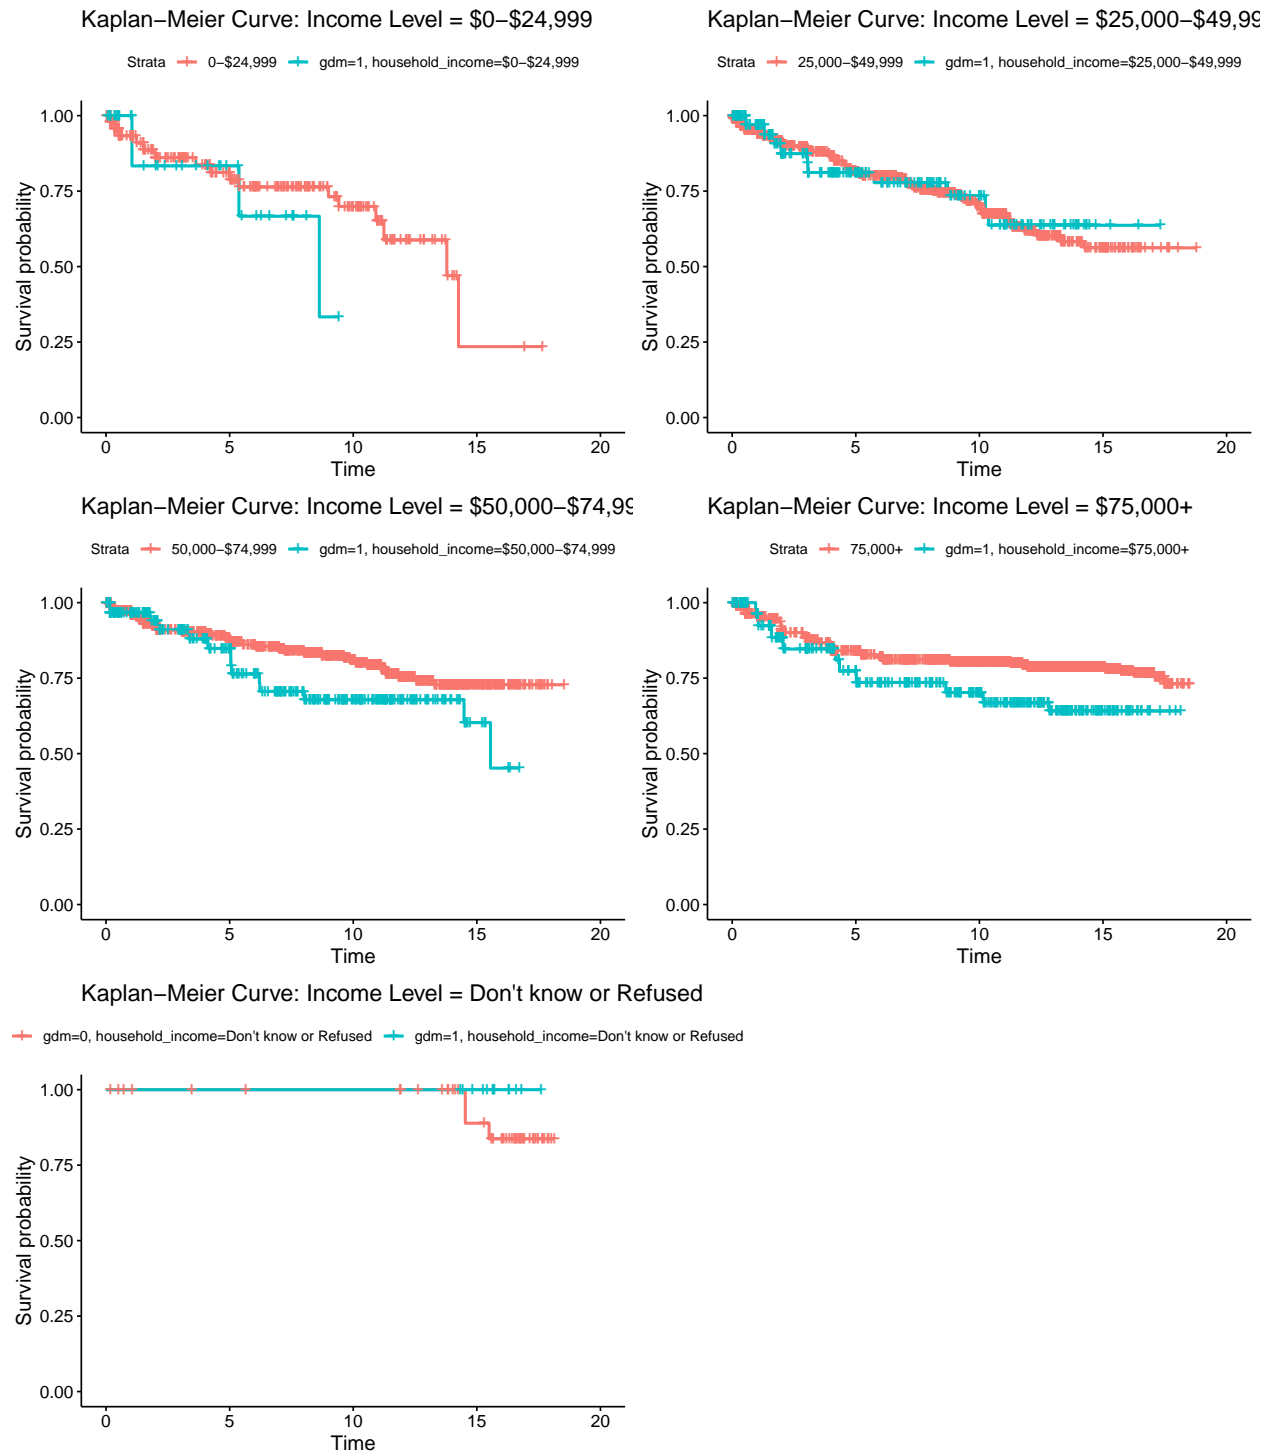 Kaplan−Meier Curve: Income Level = $0−$24,999
Strata 0−$24,999 gdm=1, household_income=$0−$24,999
Survival probability
1.00
0.75
0.50
0.25
0.00
0 5 10 15 20
Time
Kaplan−Meier Curve: Income Level = $25,000−$49,99
Strata 25,000−$49,999 gdm=1, household_income=$25,000−$49,999
Survival probability
1.00
0.75
0.50
0.25
0.00
0 5 10 15 20
Time
Kaplan−Meier Curve: Income Level = $50,000−$74,99
Strata 50,000−$74,999 gdm=1, household_income=$50,000−$74,999
Survival probability
1.00
0.75
0.50
0.25
0.00
0 5 10 15 20
Time
Kaplan−Meier Curve: Income Level = $75,000+
Strata 75,000+ gdm=1, household_income=$75,000+
Survival probability
1.00
0.75
0.50
0.25
0.00
0 5 10 15 20
Time
Kaplan−Meier Curve: Income Level = Don't know or Refused
gdm=0, household_income=Don't know or Refused gdm=1, household_income=Don't know or Refused
Survival probability
1.00
0.75
0.50
0.25
0.00
0 5 10 15 20
Time